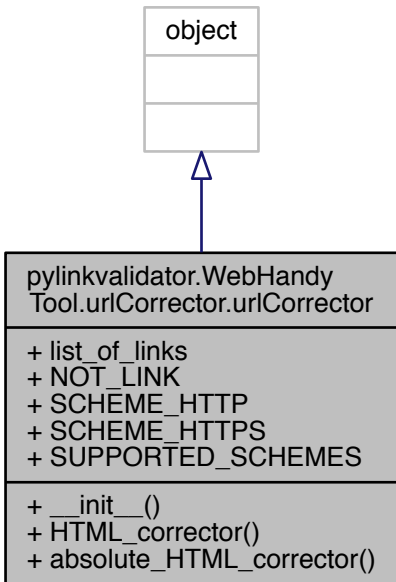 object
pylinkvalidator.WebHandy
Tool.urlCorrector.urlCorrector
+ list_of_links
+ NOT_LINK
+ SCHEME_HTTP
+ SCHEME_HTTPS
+ SUPPORTED_SCHEMES
+ __init__()
+ HTML_corrector()
+ absolute_HTML_corrector()